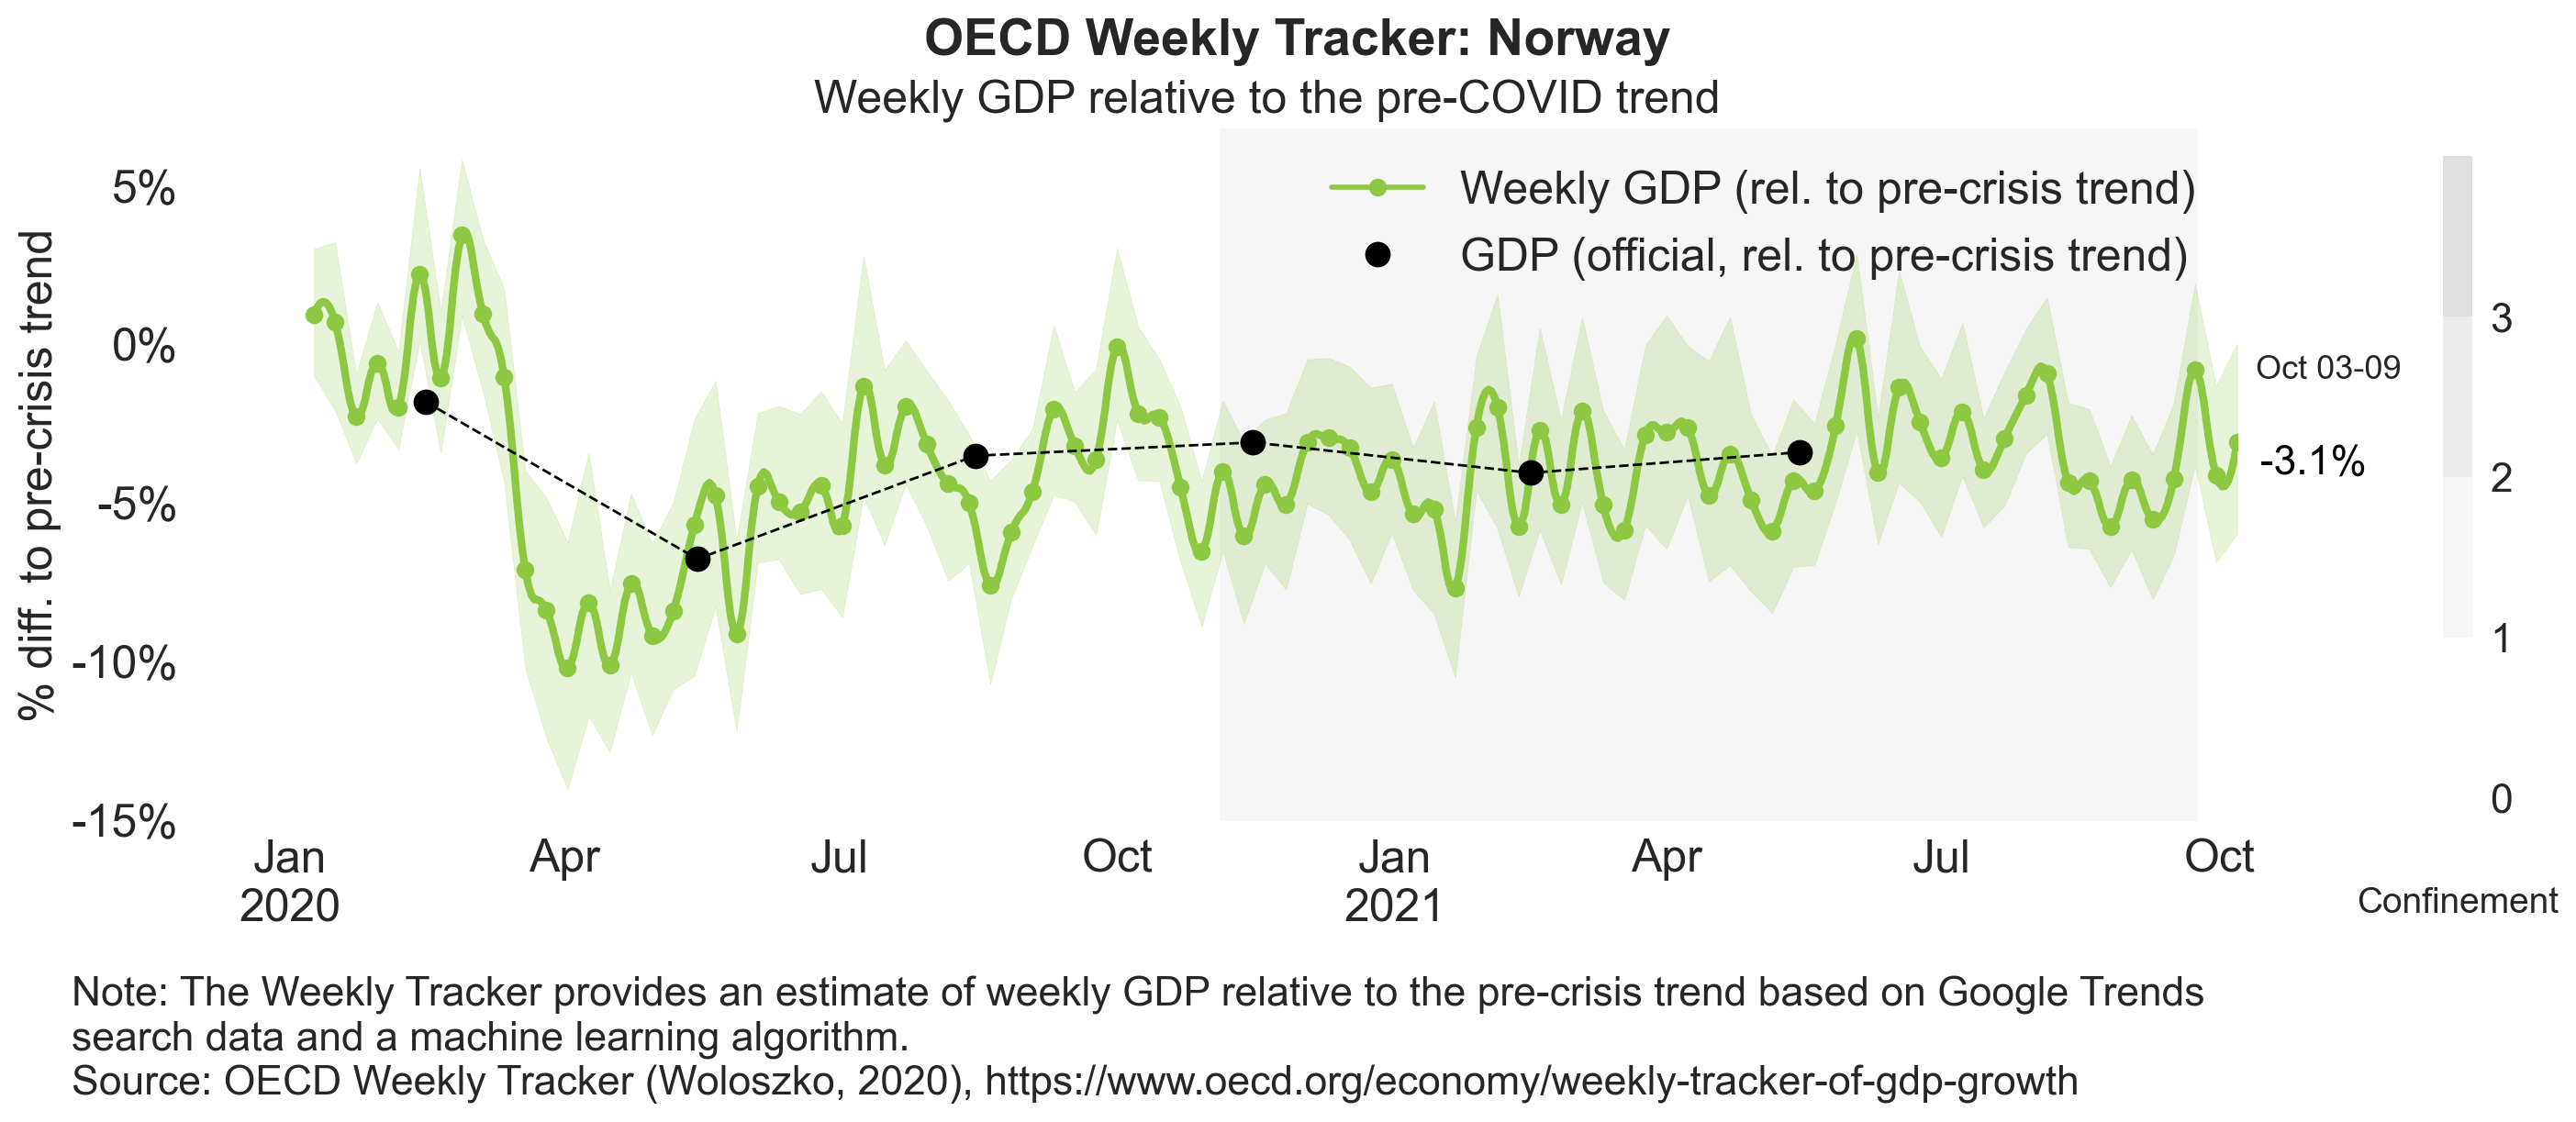 OECD Weekly Tracker: Norway
Weekly GDP relative to the pre-COVID trend
% diff. to pre-crisis trend
5%
0%
-5%
-10%
-15%
Weekly GDP (rel. to pre-crisis trend)
GDP (official, rel. to pre-crisis trend)
Oct 03-09
-3.1%
3
2
1
0
Confinement
Jan Apr Jul Oct Jan Apr Jul Oct
2020 2021
Note: The Weekly Tracker provides an estimate of weekly GDP relative to the pre-crisis trend based on Google Trends
search data and a machine learning algorithm.
Source: OECD Weekly Tracker (Woloszko, 2020), https://www.oecd.org/economy/weekly-tracker-of-gdp-growth